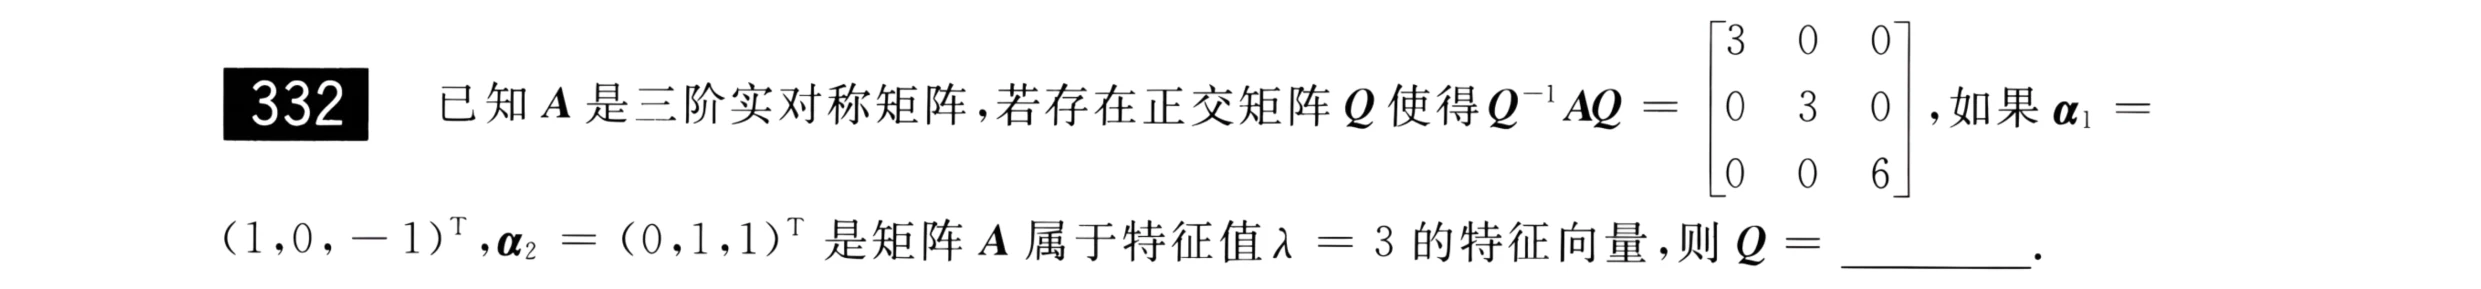 332 已知 A 是三阶实对称矩阵,若存在正交矩阵 Q 使得 Q⁻¹AQ = [3 0 0; 0 3 0; 0 0 6],如果 α₁ =
(1,0,−1)ᵀ,α₂ = (0,1,1)ᵀ 是矩阵 A 属于特征值 λ = 3 的特征向量,则 Q = ______.